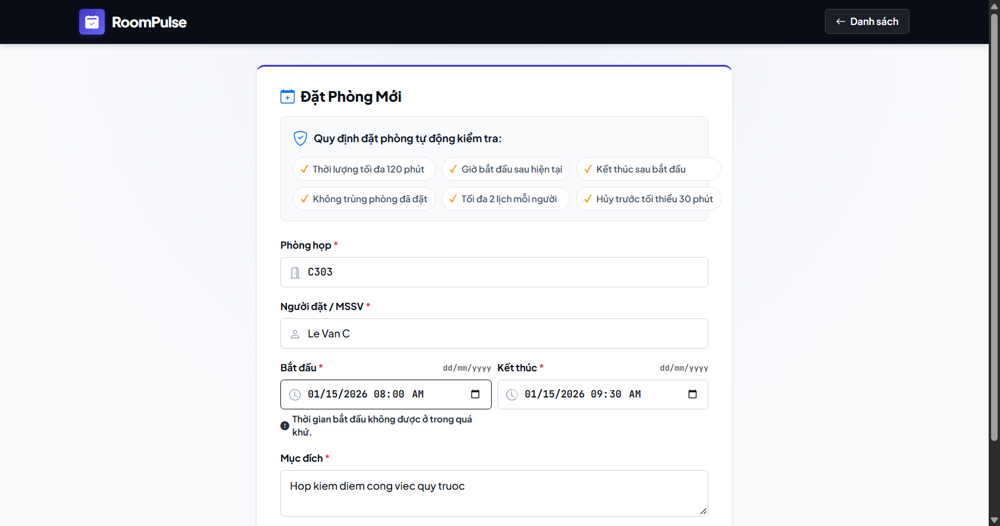 RoomPulse
← Danh sách
Đặt Phòng Mới
Quy định đặt phòng tự động kiểm tra:
✓ Thời lượng tối đa 120 phút
✓ Giờ bắt đầu sau hiện tại
✓ Kết thúc sau bắt đầu
✓ Không trùng phòng đã đặt
✓ Tối đa 2 lịch mỗi người
✓ Hủy trước tối thiểu 30 phút
Phòng họp *
C303
Người đặt / MSSV *
Le Van C
Bắt đầu * dd/mm/yyyy
Kết thúc * dd/mm/yyyy
01/15/2026 08:00 AM
01/15/2026 09:30 AM
Thời gian bắt đầu không được ở trong quá
khứ.
Mục đích *
Hop kiem diem cong viec quy truoc